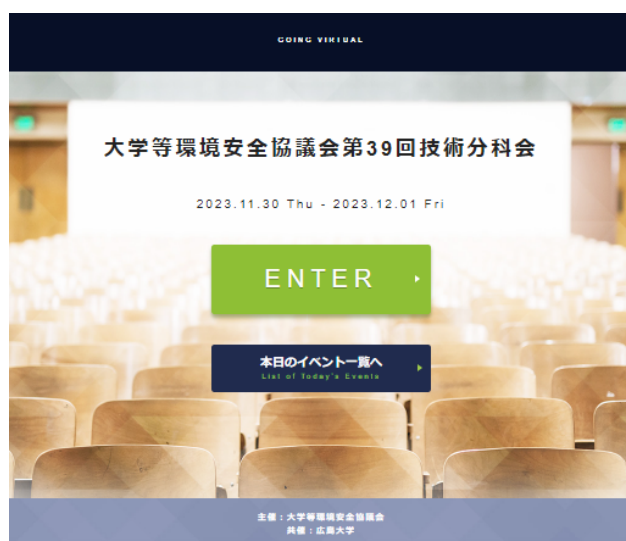 GOING VIRTUAL
大学等環境安全協議会第39回技術分科会
2023.11.30 Thu - 2023.12.01 Fri
ENTER
本日のイベント一覧へ
List of Today's Events
主催：大学等環境安全協議会
共催：広島大学